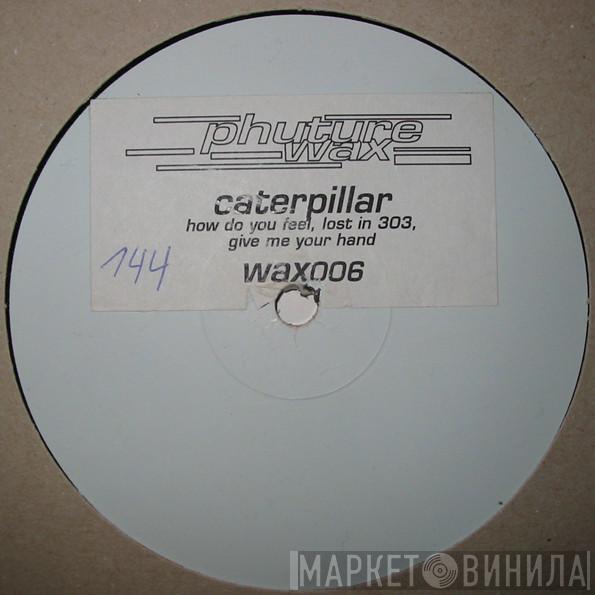 phuture
wax
caterpillar
how do you feel, lost in 303,
give me your hand
wax006
144
МАРКЕТ ВИНИЛА